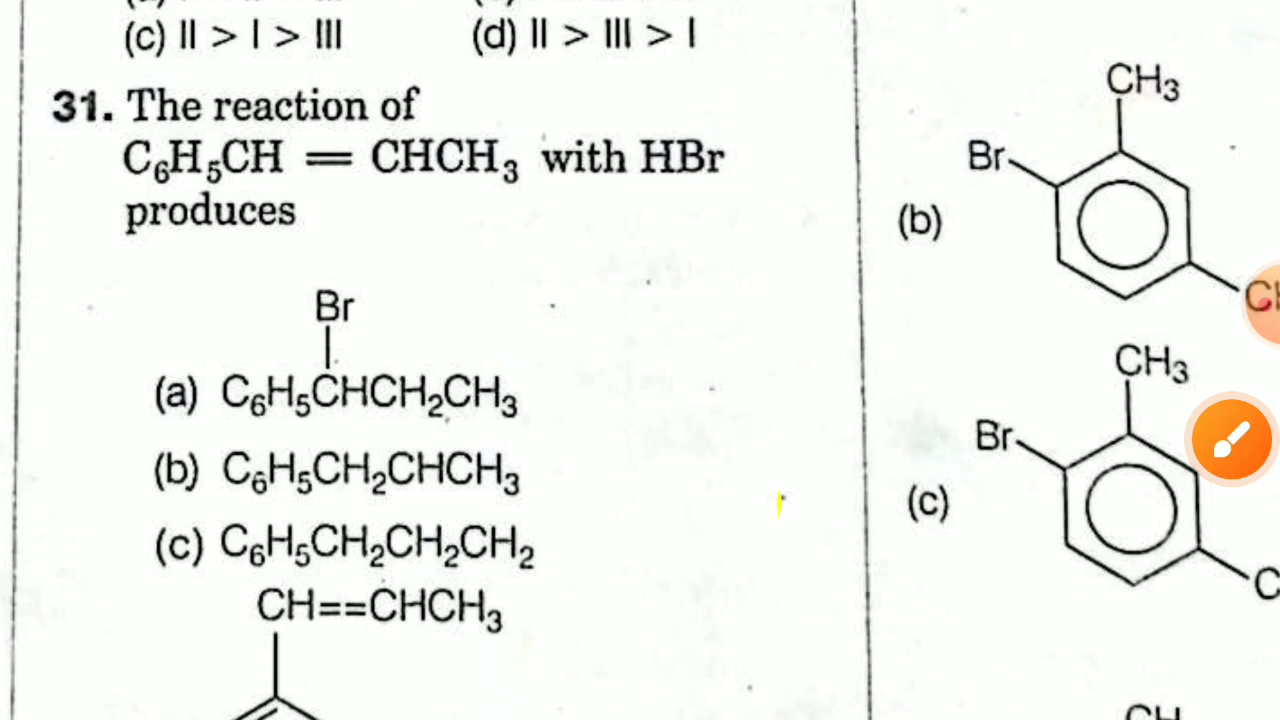 (c) II > I > III
(d) II > III > I
31. The reaction of
C₆H₅CH = CHCH₃ with HBr
produces
Br
(a) C₆H₅CHCH₂CH₃
(b) C₆H₅CH₂CHCH₃
(c) C₆H₅CH₂CH₂CH₂
CH==CHCH₃
CH₃
Br
(b)
CH₃
Br
(c)
C
CH